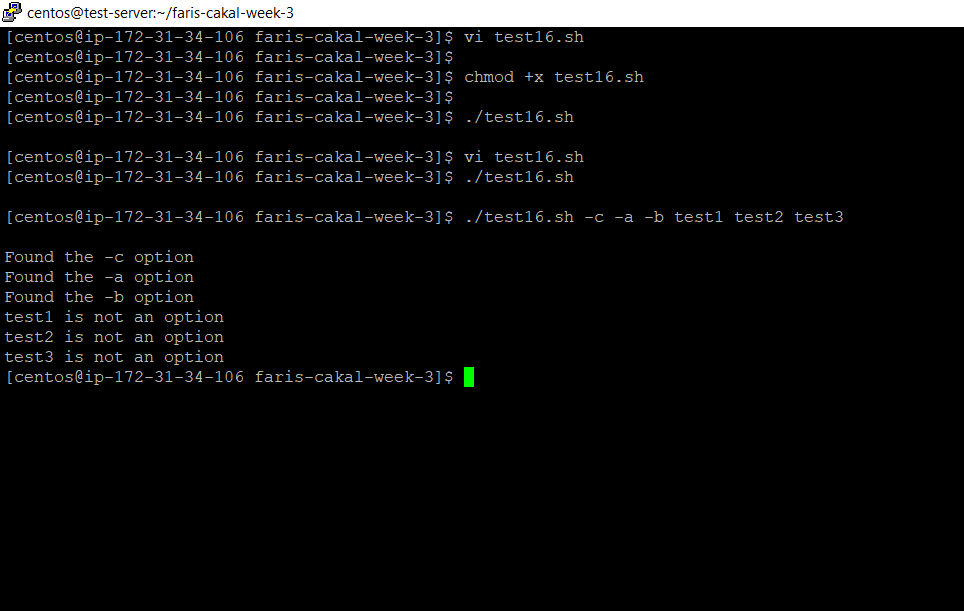 centos@test-server:~/faris-cakal-week-3
[centos@ip-172-31-34-106 faris-cakal-week-3]$ vi test16.sh
[centos@ip-172-31-34-106 faris-cakal-week-3]$
[centos@ip-172-31-34-106 faris-cakal-week-3]$ chmod +x test16.sh
[centos@ip-172-31-34-106 faris-cakal-week-3]$
[centos@ip-172-31-34-106 faris-cakal-week-3]$ ./test16.sh
[centos@ip-172-31-34-106 faris-cakal-week-3]$ vi test16.sh
[centos@ip-172-31-34-106 faris-cakal-week-3]$ ./test16.sh
[centos@ip-172-31-34-106 faris-cakal-week-3]$ ./test16.sh -c -a -b test1 test2 test3
Found the -c option
Found the -a option
Found the -b option
test1 is not an option
test2 is not an option
test3 is not an option
[centos@ip-172-31-34-106 faris-cakal-week-3]$